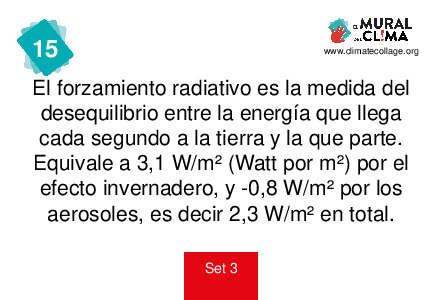 15
EL MURAL
DEL CL!MA
www.climatecollage.org
El forzamiento radiativo es la medida del
desequilibrio entre la energía que llega
cada segundo a la tierra y la que parte.
Equivale a 3,1 W/m² (Watt por m²) por el
efecto invernadero, y -0,8 W/m² por los
aerosoles, es decir 2,3 W/m² en total.
Set 3